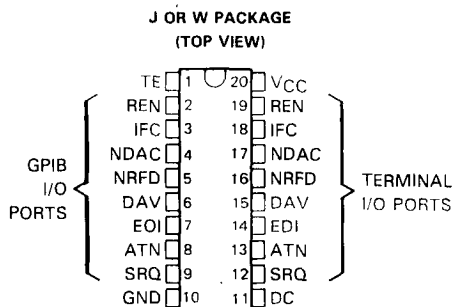 J OR W PACKAGE
(TOP VIEW)
TE 1 20 VCC
REN 2 19 REN
IFC 3 18 IFC
NDAC 4 17 NDAC
NRFD 5 16 NRFD
DAV 6 15 DAV
EOI 7 14 EDI
ATN 8 13 ATN
SRQ 9 12 SRQ
GND 10 11 DC
GPIB
I/O
PORTS
TERMINAL
I/O PORTS